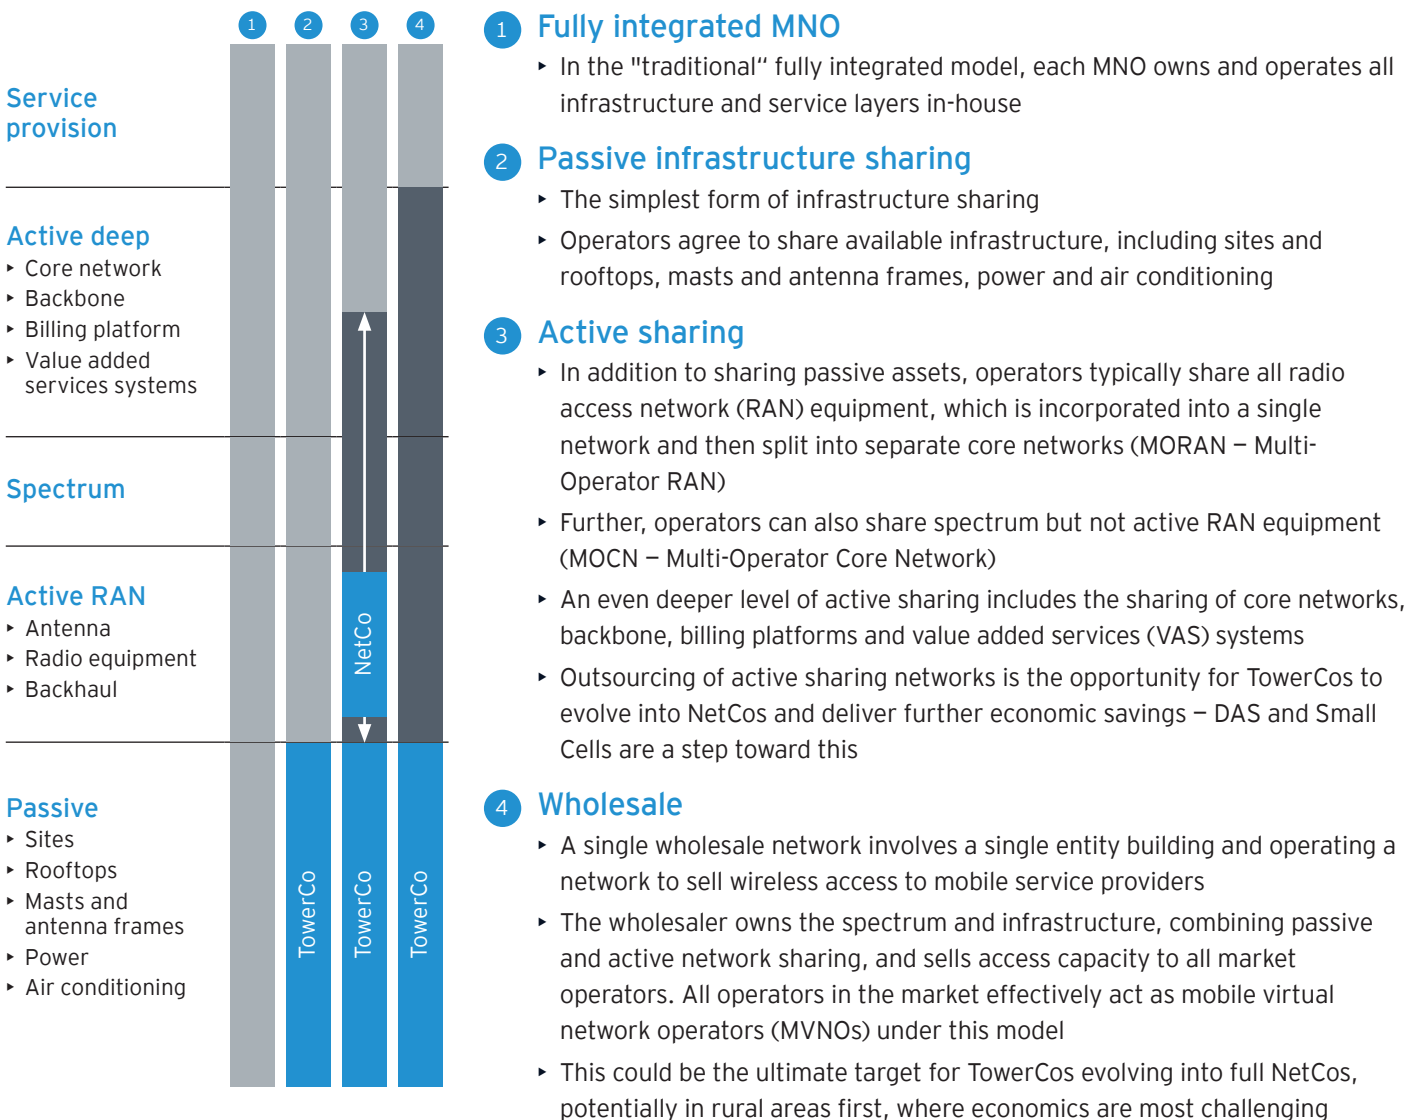 1 2 3 4
Service
provision
Active deep
‣ Core network
‣ Backbone
‣ Billing platform
‣ Value added
services systems
Spectrum
Active RAN
‣ Antenna
‣ Radio equipment
‣ Backhaul
Passive
‣ Sites
‣ Rooftops
‣ Masts and
antenna frames
‣ Power
‣ Air conditioning
NetCo
TowerCo
TowerCo
TowerCo
1 Fully integrated MNO
‣ In the "traditional“ fully integrated model, each MNO owns and operates all
infrastructure and service layers in-house
2 Passive infrastructure sharing
‣ The simplest form of infrastructure sharing
‣ Operators agree to share available infrastructure, including sites and
rooftops, masts and antenna frames, power and air conditioning
3 Active sharing
‣ In addition to sharing passive assets, operators typically share all radio
access network (RAN) equipment, which is incorporated into a single
network and then split into separate core networks (MORAN — Multi-
Operator RAN)
‣ Further, operators can also share spectrum but not active RAN equipment
(MOCN — Multi-Operator Core Network)
‣ An even deeper level of active sharing includes the sharing of core networks,
backbone, billing platforms and value added services (VAS) systems
‣ Outsourcing of active sharing networks is the opportunity for TowerCos to
evolve into NetCos and deliver further economic savings — DAS and Small
Cells are a step toward this
4 Wholesale
‣ A single wholesale network involves a single entity building and operating a
network to sell wireless access to mobile service providers
‣ The wholesaler owns the spectrum and infrastructure, combining passive
and active network sharing, and sells access capacity to all market
operators. All operators in the market effectively act as mobile virtual
network operators (MVNOs) under this model
‣ This could be the ultimate target for TowerCos evolving into full NetCos,
potentially in rural areas first, where economics are most challenging